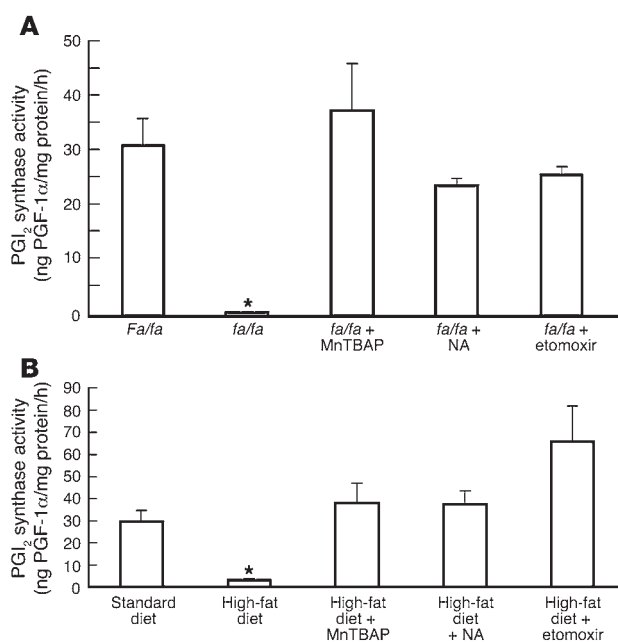 A
PGI₂ synthase activity
(ng PGF-1α/mg protein/h)
50
40
30
20
10
0
*
Fa/fa
fa/fa
fa/fa +
MnTBAP
fa/fa +
NA
fa/fa +
etomoxir
B
PGI₂ synthase activity
(ng PGF-1α/mg protein/h)
90
80
70
60
50
40
30
20
10
0
*
Standard
diet
High-fat
diet
High-fat
diet +
MnTBAP
High-fat
diet
+ NA
High-fat
diet +
etomoxir